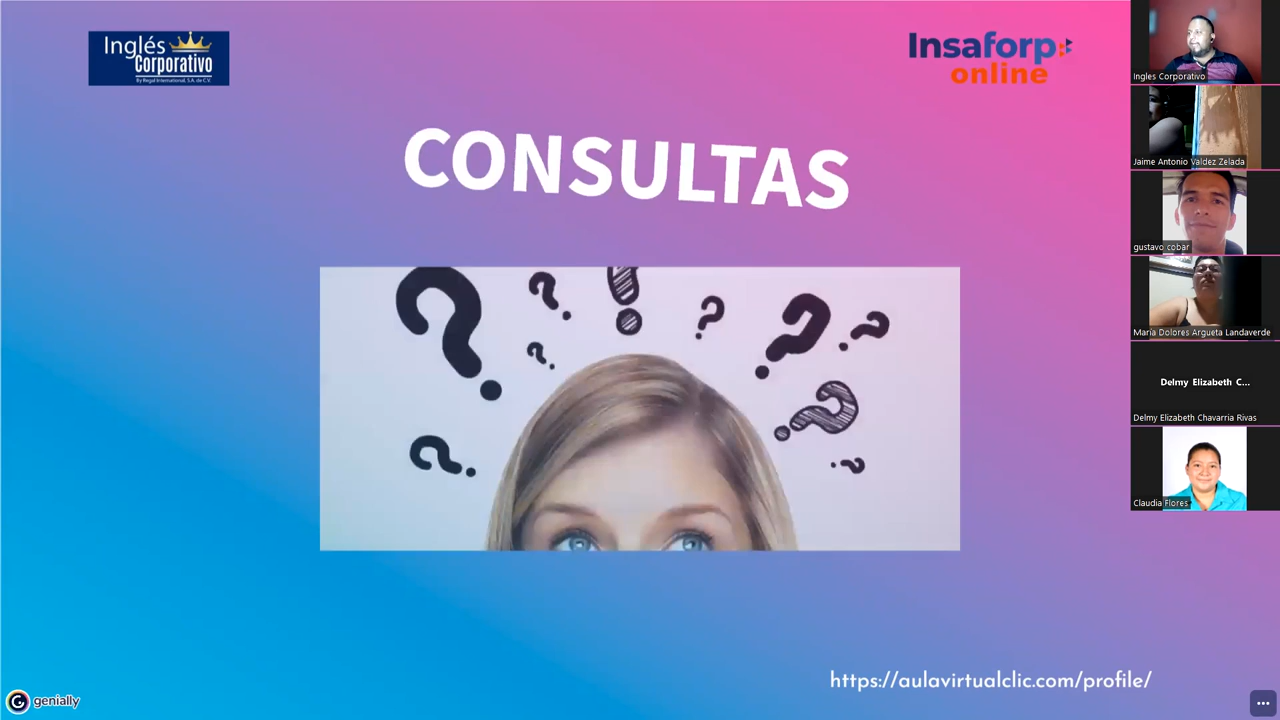 Inglés
Corporativo
By Regal International, S.A. de C.V.
Insaforp
online
CONSULTAS
https://aulavirtualclic.com/profile/
genially
Ingles Corporativo
Jaime Antonio Valdez Zelada
gustavo cobar
María Dolores Argueta Landaverde
Delmy Elizabeth C...
Delmy Elizabeth Chavarria Rivas
Claudia Flores